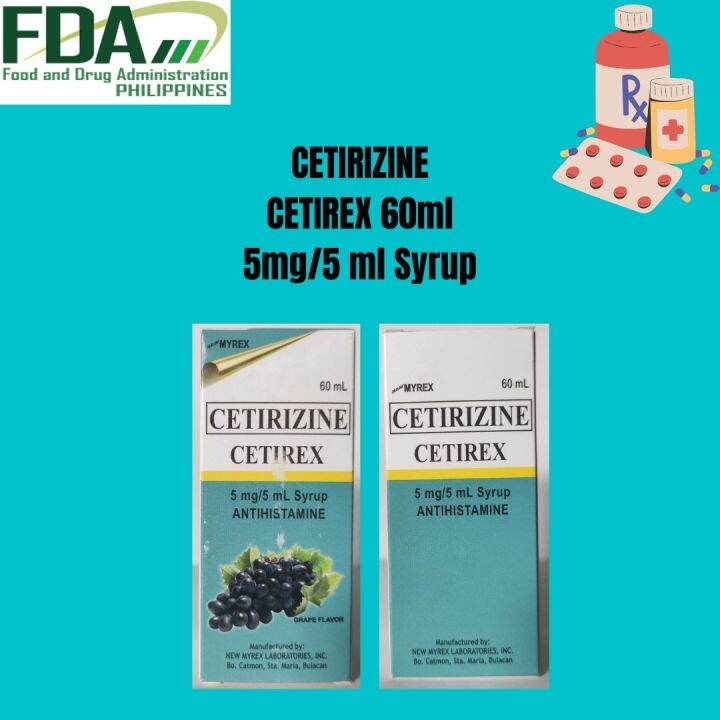 FDA
Food and Drug Administration
PHILIPPINES
Rx
CETIRIZINE
CETIREX 60ml
5mg/5 ml Syrup
New MYREX
60 mL
CETIRIZINE
CETIREX
5 mg/5 mL Syrup
ANTIHISTAMINE
GRAPE FLAVOR
Manufactured by:
NEW MYREX LABORATORIES, INC.
Bo. Catmon, Sta. Maria, Bulacan
New MYREX
60 mL
CETIRIZINE
CETIREX
5 mg/5 mL Syrup
ANTIHISTAMINE
Manufactured by:
NEW MYREX LABORATORIES, INC.
Bo. Catmon, Sta. Maria, Bulacan